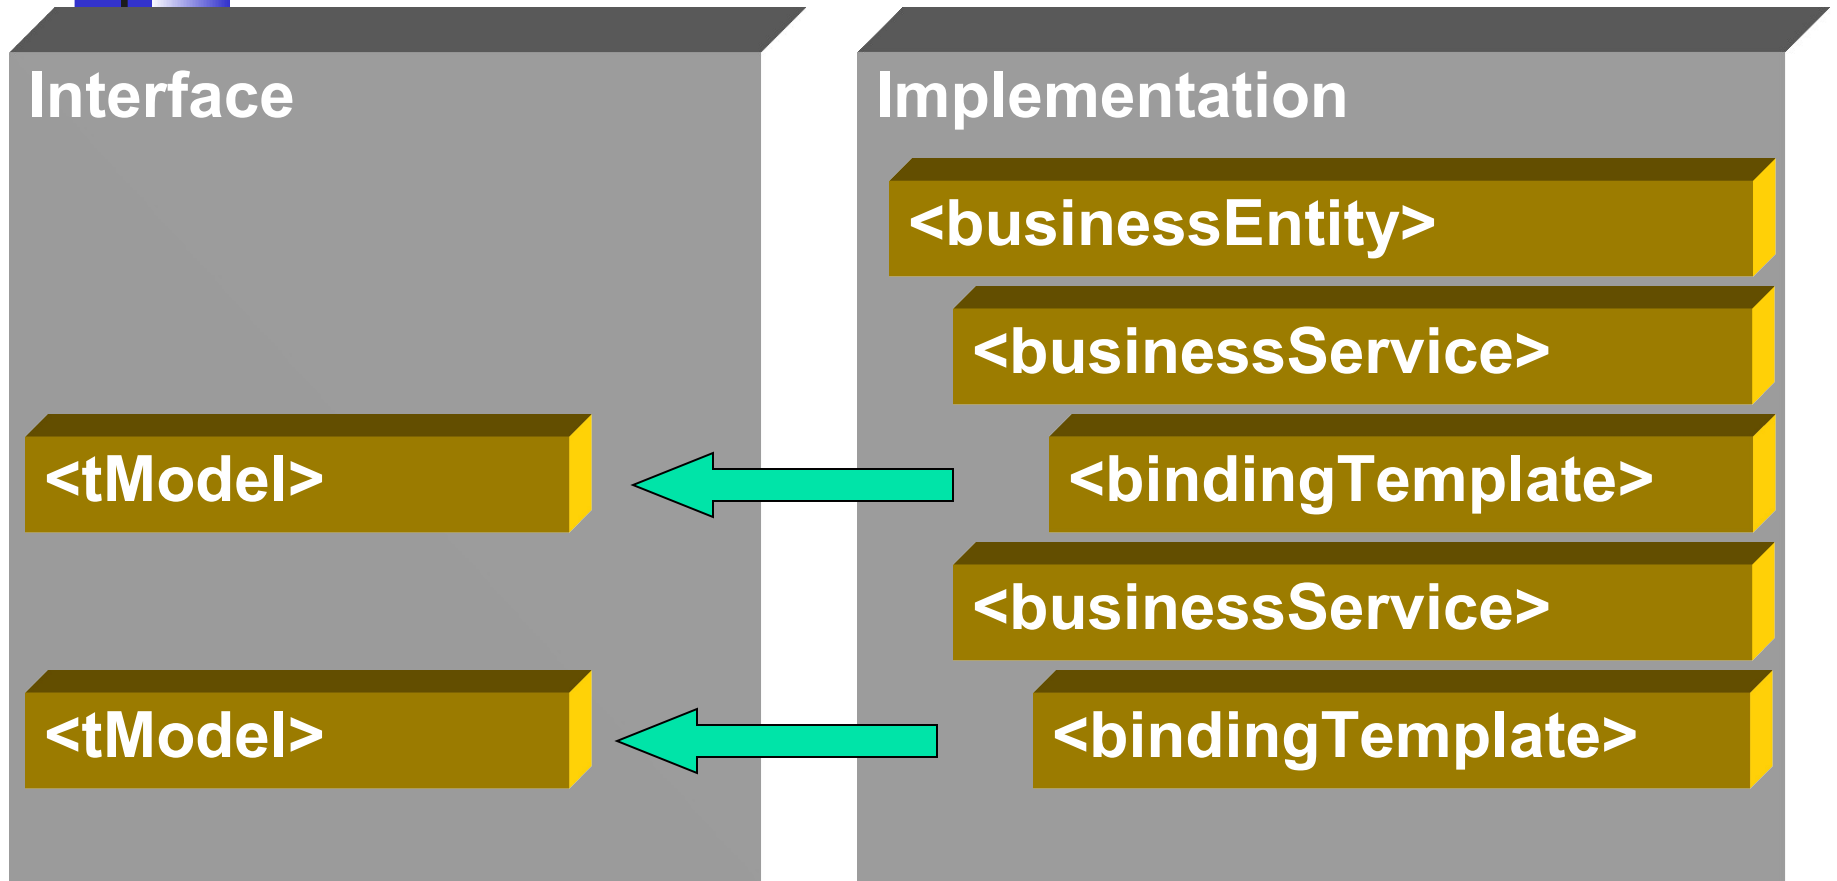 Interface
<tModel>
<tModel>
Implementation
<businessEntity>
<businessService>
<bindingTemplate>
<businessService>
<bindingTemplate>